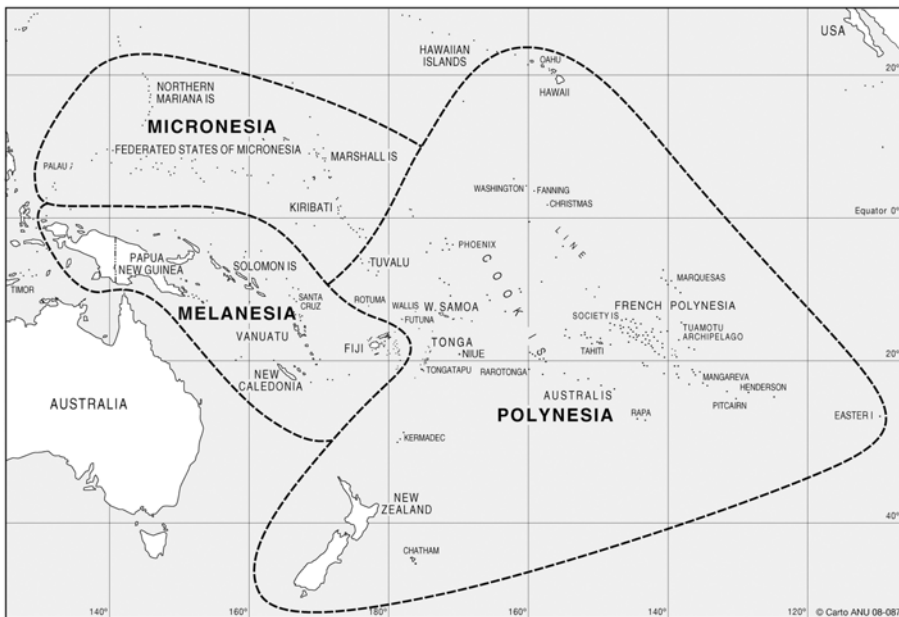 USA
HAWAIIAN
ISLANDS
OAHU
20°
HAWAII
NORTHERN
MARIANA IS
MICRONESIA
FEDERATED STATES OF MICRONESIA
MARSHALL IS
PALAU
WASHINGTON
FANNING
CHRISTMAS
KIRIBATI
Equator 0°
LINE
PHOENIX
PAPUA
NEW GUINEA
SOLOMON IS
TUVALU
MARQUESAS
TIMOR
COOK IS
SANTA
CRUZ
ROTUMA
WALLIS
W. SAMOA
FRENCH POLYNESIA
MELANESIA
FUTUNA
SOCIETY IS
TUAMOTU
ARCHIPELAGO
VANUATU
FIJI
TONGA
NIUE
TAHITI
20°
NEW
CALEDONIA
TONGATAPU
RAROTONGA
MANGAREVA
HENDERSON
AUSTRALIA
AUSTRALIS
PITCAIRN
POLYNESIA
RAPA
EASTER I
KERMADEC
NEW
ZEALAND
40°
CHATHAM
140°
160°
180°
160°
140°
120°
© Carto ANU 08-087